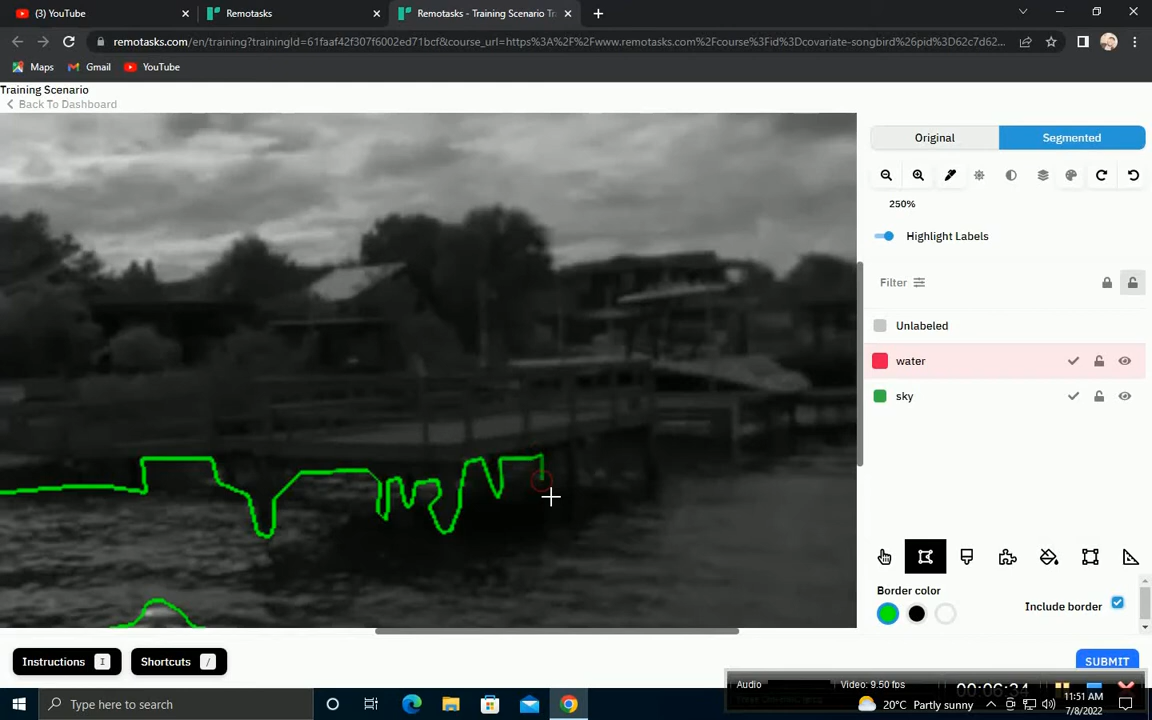 (3) YouTube
Remotasks
Remotasks - Training Scenario Tr
remotasks.com/en/training?trainingId=61faaf42f307f6002ed71bcf&course_url=https%3A%2F%2Fwww.remotasks.com%2Fcourse%3Fid%3Dcovariate-songbird%26pid%3D62c7d62...
Maps
Gmail
YouTube
Training Scenario
Back To Dashboard
Original
Segmented
250%
Highlight Labels
Filter
Unlabeled
water
sky
Border color
Include border
Instructions I
Shortcuts /
SUBMIT
Audio
Video: 9.50 fps
00:06:34
Type here to search
20°C Partly sunny
11:51 AM
7/8/2022